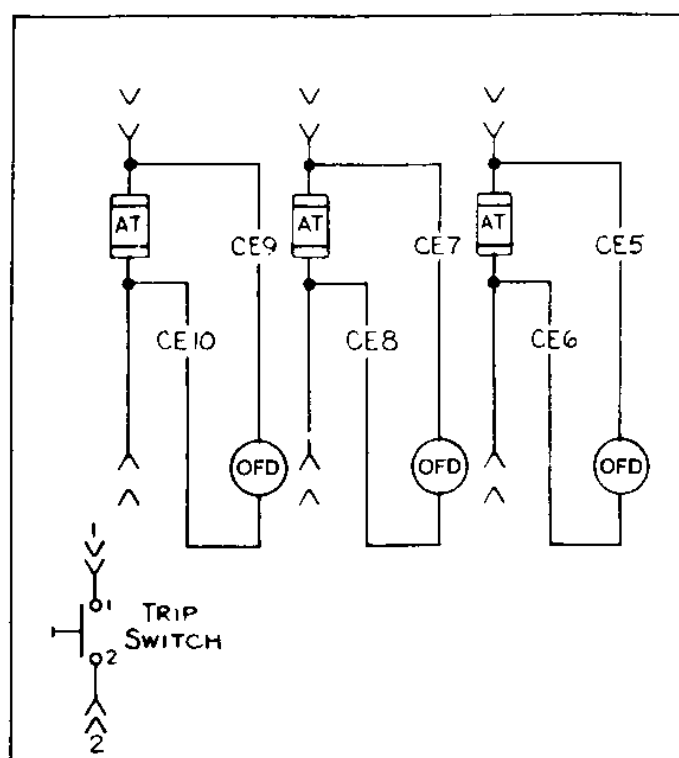 AT
CE9
AT
CE7
AT
CE5
CE10
CE8
CE6
OFD
OFD
OFD
1
1
TRIP
SWITCH
2
2